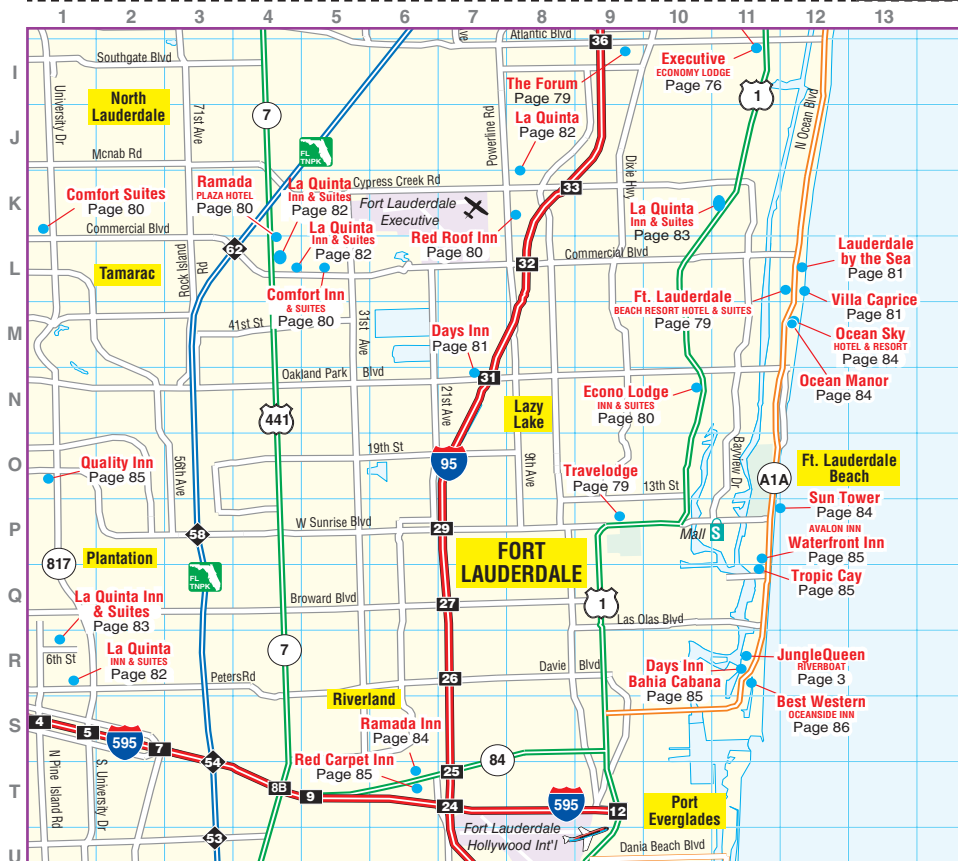 1 2 3 4 5 6 7 8 9 10 11 12 13
I
J
K
L
M
N
O
P
Q
R
S
T
U
Southgate Blvd
Atlantic Blvd
Ave
36
Executive
ECONOMY LODGE
Page 76
The Forum
Page 79
La Quinta
Page 82
North
Lauderdale
University Dr
71st Ave
7
1
N Ocean Blvd
Powerline Rd
FL
TNPK
Mcnab Rd
Cypress Creek Rd
33
Dixie Hwy
Comfort Suites
Page 80
Ramada
PLAZA HOTEL
Page 80
La Quinta
Inn & Suites
Page 82
La Quinta
Inn & Suites
Page 82
Fort Lauderdale
Executive
Red Roof Inn
Page 80
La Quinta
Inn & Suites
Page 83
Commercial Blvd
62
Commercial Blvd
32
Lauderdale
by the Sea
Page 81
Tamarac
Rock Island
Rd
Comfort Inn
& SUITES
Page 80
Ft. Lauderdale
BEACH RESORT HOTEL & SUITES
Page 79
Villa Caprice
Page 81
41st St
31st Ave
Days Inn
Page 81
Ocean Sky
HOTEL & RESORT
Page 84
Ocean Manor
Page 84
Oakland Park Blvd
31
21st Ave
Econo Lodge
INN & SUITES
Page 80
Lazy
Lake
441
19th St
95
9th Ave
Bayview Dr
Quality Inn
Page 85
56th Ave
Travelodge
Page 79
13th St
Ft. Lauderdale
Beach
A1A
Sun Tower
Page 84
W Sunrise Blvd
29
58
Mall
S
AVALON INN
Waterfront Inn
Page 85
Plantation
817
FORT
LAUDERDALE
Tropic Cay
Page 85
FL
TNPK
Broward Blvd
27
1
La Quinta Inn
& Suites
Page 83
Las Olas Blvd
6th St
La Quinta
INN & SUITES
Page 82
7
Davie Blvd
Days Inn
Bahia Cabana
Page 85
JungleQueen
RIVERBOAT
Page 3
PetersRd
26
Riverland
Best Western
OCEANSIDE INN
Page 86
4
5
595
7
Ramada Inn
Page 84
Red Carpet Inn
Page 85
84
54
25
N Pine Island Rd
S University Dr
8B
9
24
595
12
Port
Everglades
Fort Lauderdale
Hollywood Int'l
53
Dania Beach Blvd